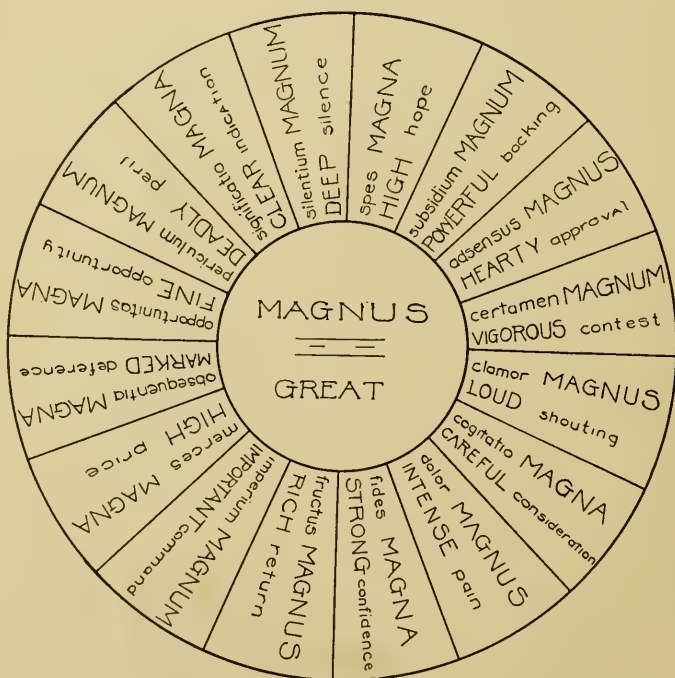 MAGNUS
GREAT
spes MAGNA
HIGH hope
subsidium MAGNUM
POWERFUL backing
adsensus MAGNUS
HEARTY approval
certamen MAGNUM
VIGOROUS contest
clamor MAGNUS
LOUD shouting
cogitatio MAGNA
CAREFUL consideration
dolor MAGNUS
INTENSE pain
fides MAGNA
STRONG confidence
fructus MAGNUS
RICH return
imperium MAGNUM
IMPORTANT command
merces MAGNA
HIGH price
obsequentia MAGNA
MARKED deference
opportunitas MAGNA
FINE opportunity
periculum MAGNUM
DEADLY peril
significatio MAGNA
CLEAR indication
silentium MAGNUM
DEEP silence